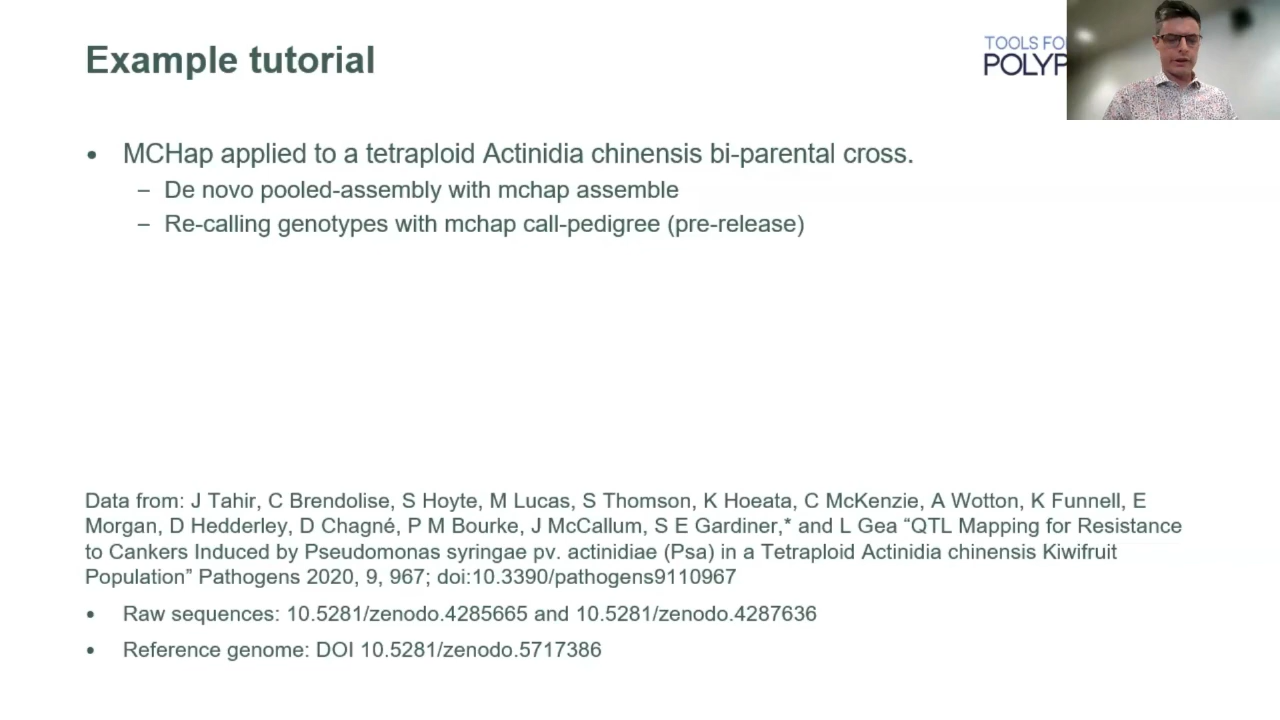 Example tutorial
TOOLS FO
POLYP
• MCHap applied to a tetraploid Actinidia chinensis bi-parental cross.
– De novo pooled-assembly with mchap assemble
– Re-calling genotypes with mchap call-pedigree (pre-release)
Data from: J Tahir, C Brendolise, S Hoyte, M Lucas, S Thomson, K Hoeata, C McKenzie, A Wotton, K Funnell, E
Morgan, D Hedderley, D Chagné, P M Bourke, J McCallum, S E Gardiner,* and L Gea “QTL Mapping for Resistance
to Cankers Induced by Pseudomonas syringae pv. actinidiae (Psa) in a Tetraploid Actinidia chinensis Kiwifruit
Population” Pathogens 2020, 9, 967; doi:10.3390/pathogens9110967
• Raw sequences: 10.5281/zenodo.4285665 and 10.5281/zenodo.4287636
• Reference genome: DOI 10.5281/zenodo.5717386